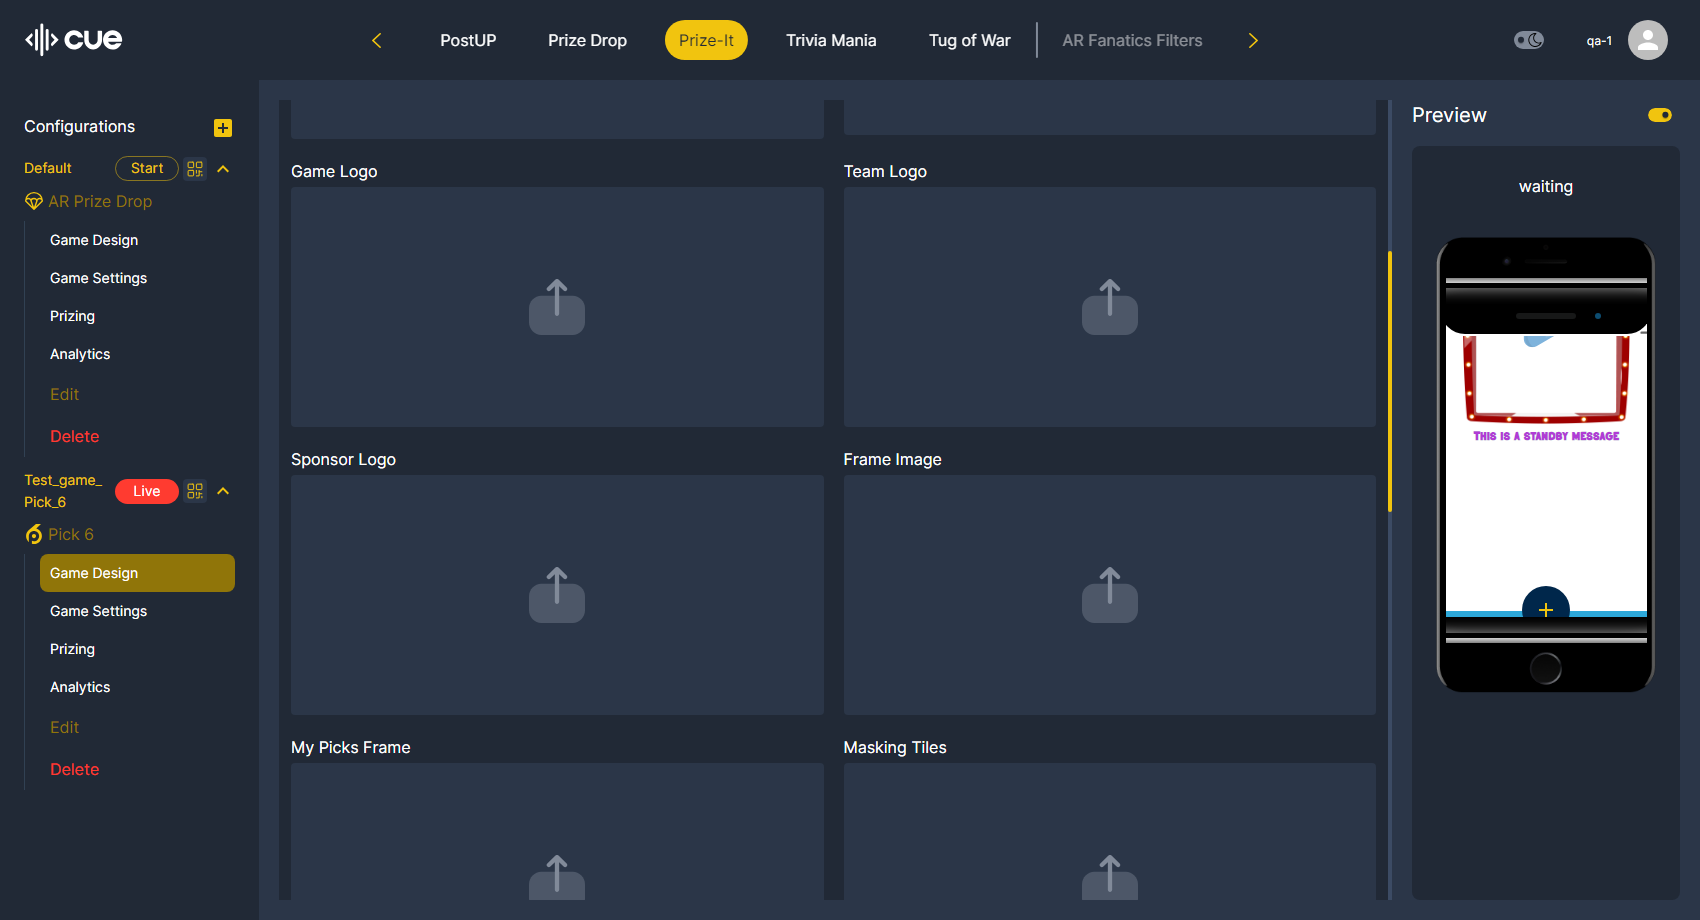 cue
PostUP
Prize Drop
Prize-It
Trivia Mania
Tug of War
AR Fanatics Filters
qa-1
Configurations
Default
Start
AR Prize Drop
Game Design
Game Settings
Prizing
Analytics
Edit
Delete
Test_game_
Pick_6
Live
Pick 6
Game Design
Game Settings
Prizing
Analytics
Edit
Delete
Game Logo
Team Logo
Sponsor Logo
Frame Image
My Picks Frame
Masking Tiles
Preview
waiting
THIS IS A STANDBY MESSAGE